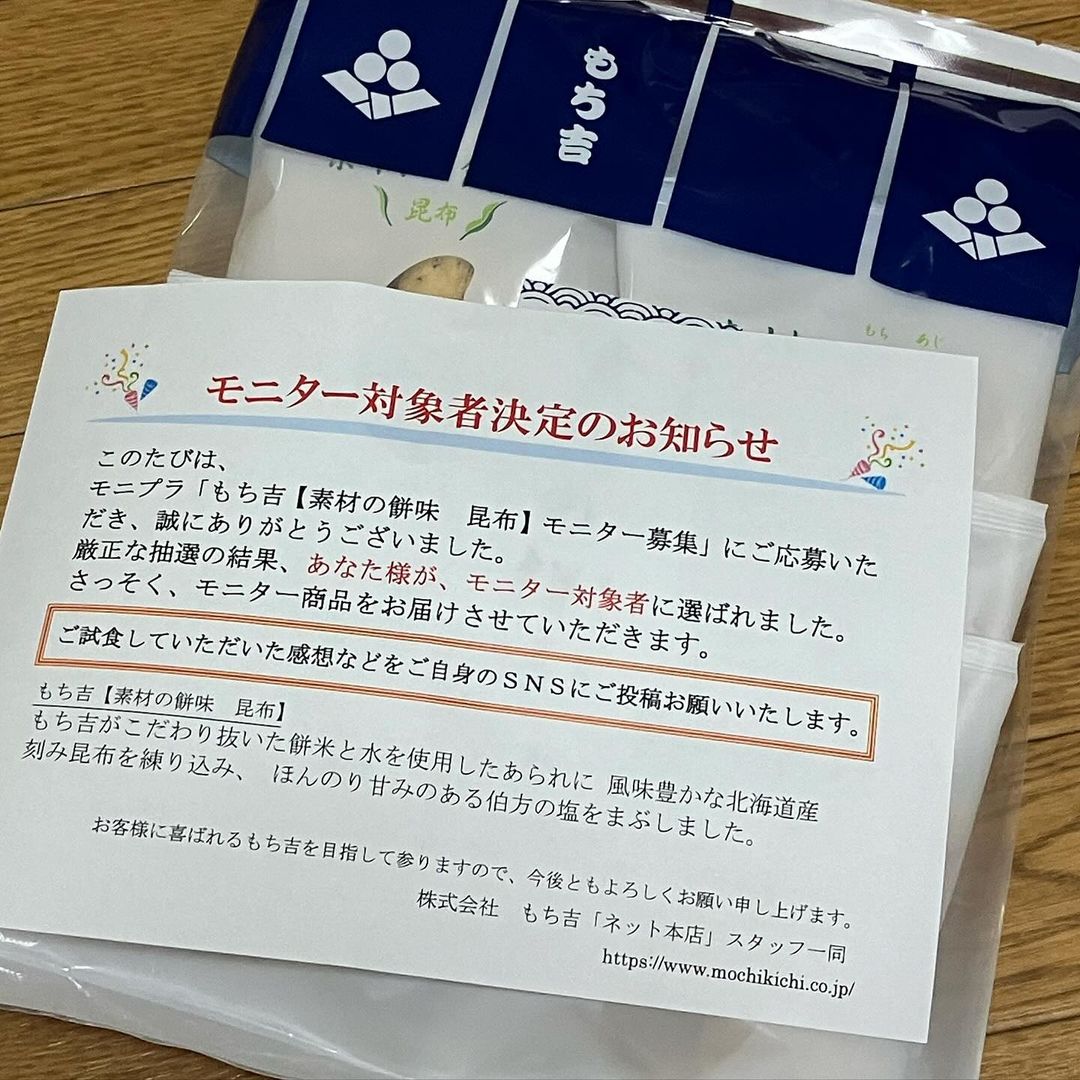 もち吉
昆布
もち あじ
モニター対象者決定のお知らせ
このたびは、
モニプラ「もち吉【素材の餅味　昆布】モニター募集」にご応募いた
だき、誠にありがとうございました。
厳正な抽選の結果、あなた様が、モニター対象者に選ばれました。
さっそく、モニター商品をお届けさせていただきます。
ご試食していただいた感想などをご自身のSNSにご投稿お願いいたします。
もち吉【素材の餅味　昆布】
もち吉がこだわり抜いた餅米と水を使用したあられに 風味豊かな北海道産
刻み昆布を練り込み、 ほんのり甘みのある伯方の塩をまぶしました。
お客様に喜ばれるもち吉を目指して参りますので、今後ともよろしくお願い申し上げます。
株式会社　もち吉「ネット本店」スタッフ一同
https://www.mochikichi.co.jp/